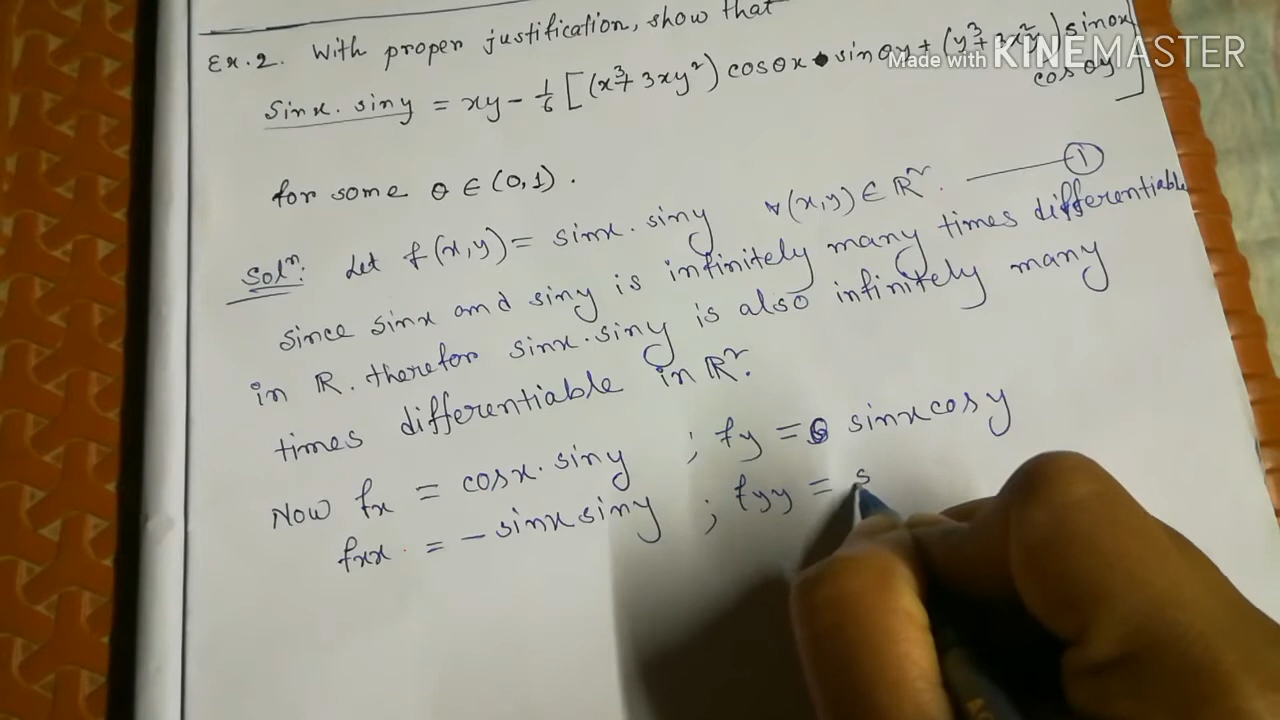 Ex.2. With proper justification, show that
Sinx. siny = xy - 1/6 [(x³+3xy²) cosθx • sinθy + (y³+3x²y) sinθx cosθy]
Made with KINEMASTER
for some θ ∈ (0,1).
Solⁿ: Let f(x,y) = sinx. siny ∀(x,y) ∈ ℝ². —— ①
since sinx and siny is infinitely many times differentiable
in ℝ. therefor sinx.siny is also infinitely many
times differentiable in ℝ².
Now fx = cosx. siny ; fy = sinx cosy
fxx = - sinx siny ; fyy = s